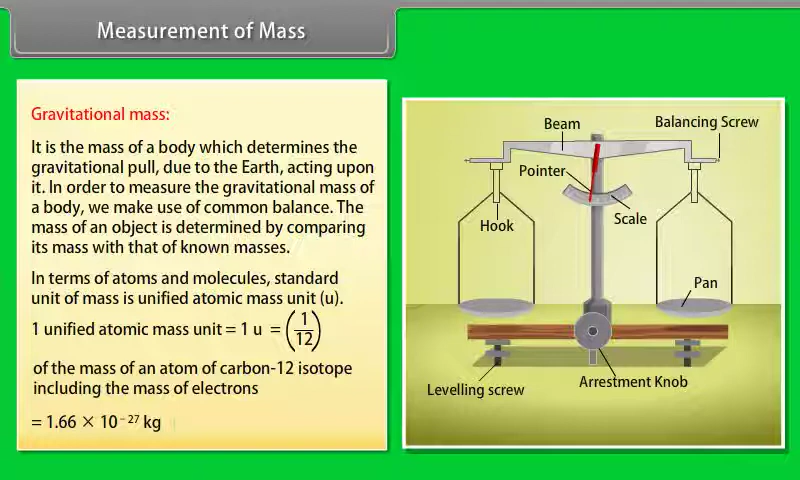 Measurement of Mass
Gravitational mass:
It is the mass of a body which determines the
gravitational pull, due to the Earth, acting upon
it. In order to measure the gravitational mass of
a body, we make use of common balance. The
mass of an object is determined by comparing
its mass with that of known masses.
In terms of atoms and molecules, standard
unit of mass is unified atomic mass unit (u).
1 unified atomic mass unit = 1 u = (1/12)
of the mass of an atom of carbon-12 isotope
including the mass of electrons
= 1.66 × 10⁻²⁷ kg
Beam
Balancing Screw
Pointer
Scale
Hook
Pan
Levelling screw
Arrestment Knob